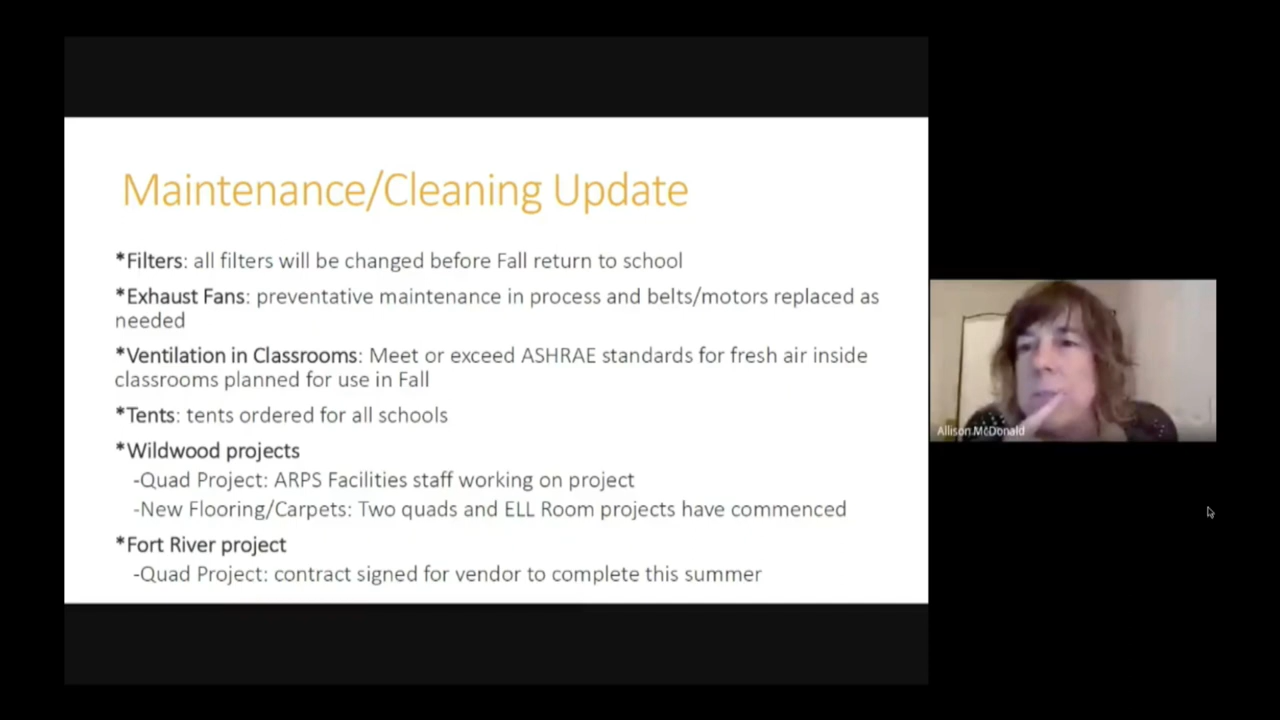 Maintenance/Cleaning Update
*Filters: all filters will be changed before Fall return to school
*Exhaust Fans: preventative maintenance in process and belts/motors replaced as
needed
*Ventilation in Classrooms: Meet or exceed ASHRAE standards for fresh air inside
classrooms planned for use in Fall
*Tents: tents ordered for all schools
*Wildwood projects
-Quad Project: ARPS Facilities staff working on project
-New Flooring/Carpets: Two quads and ELL Room projects have commenced
*Fort River project
-Quad Project: contract signed for vendor to complete this summer
Allison McDonald